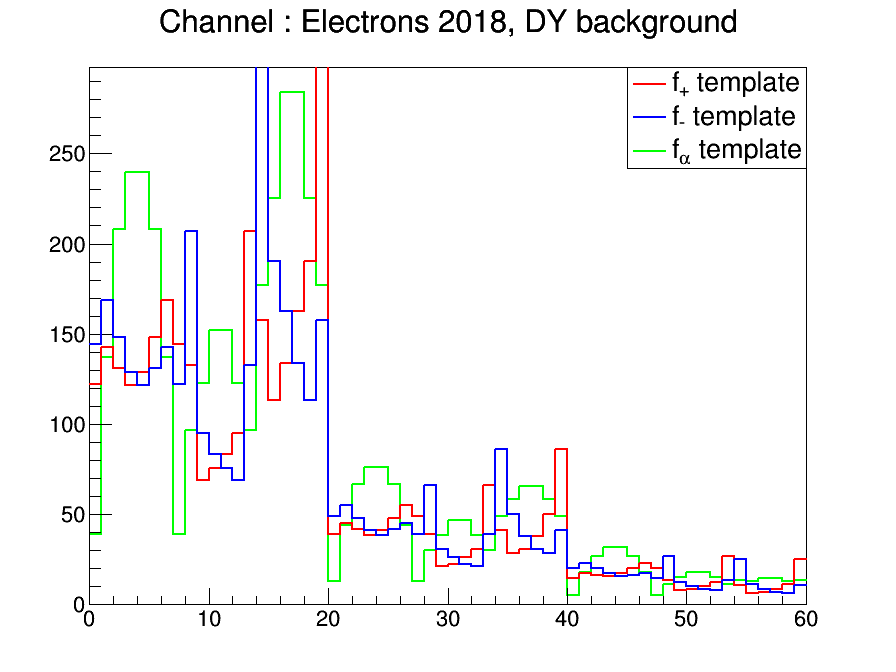 Channel : Electrons 2018, DY background
f+ template
f- template
fα template
250
200
150
100
50
0
0 10 20 30 40 50 60